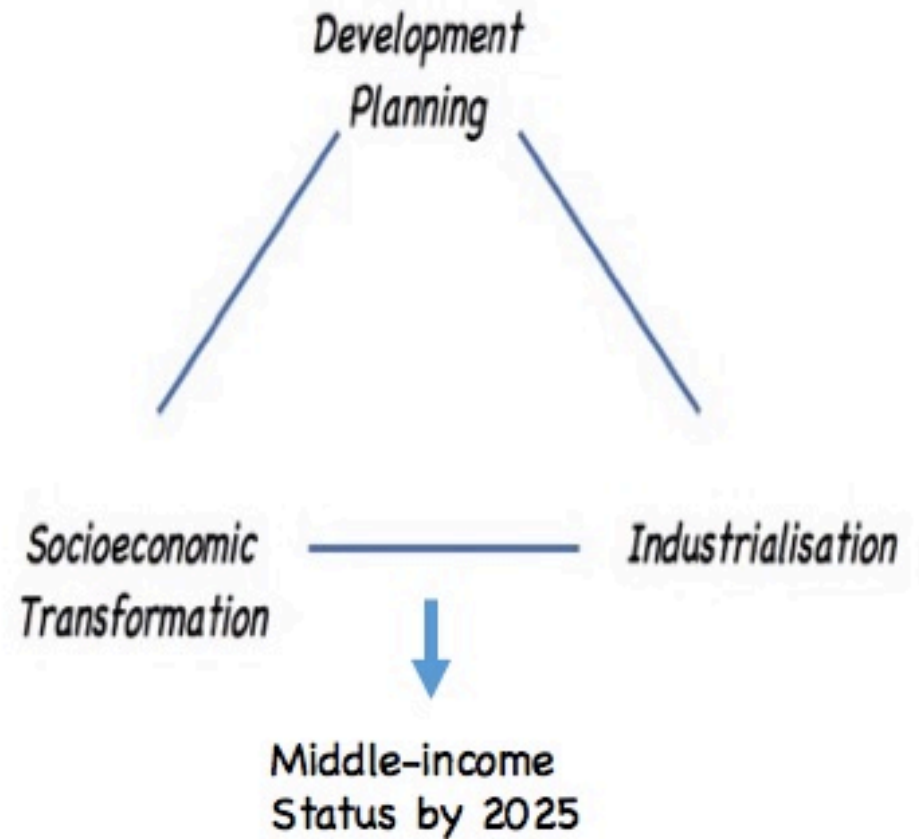 Development
Planning
Socioeconomic
Transformation
Industrialisation
Middle-income
Status by 2025